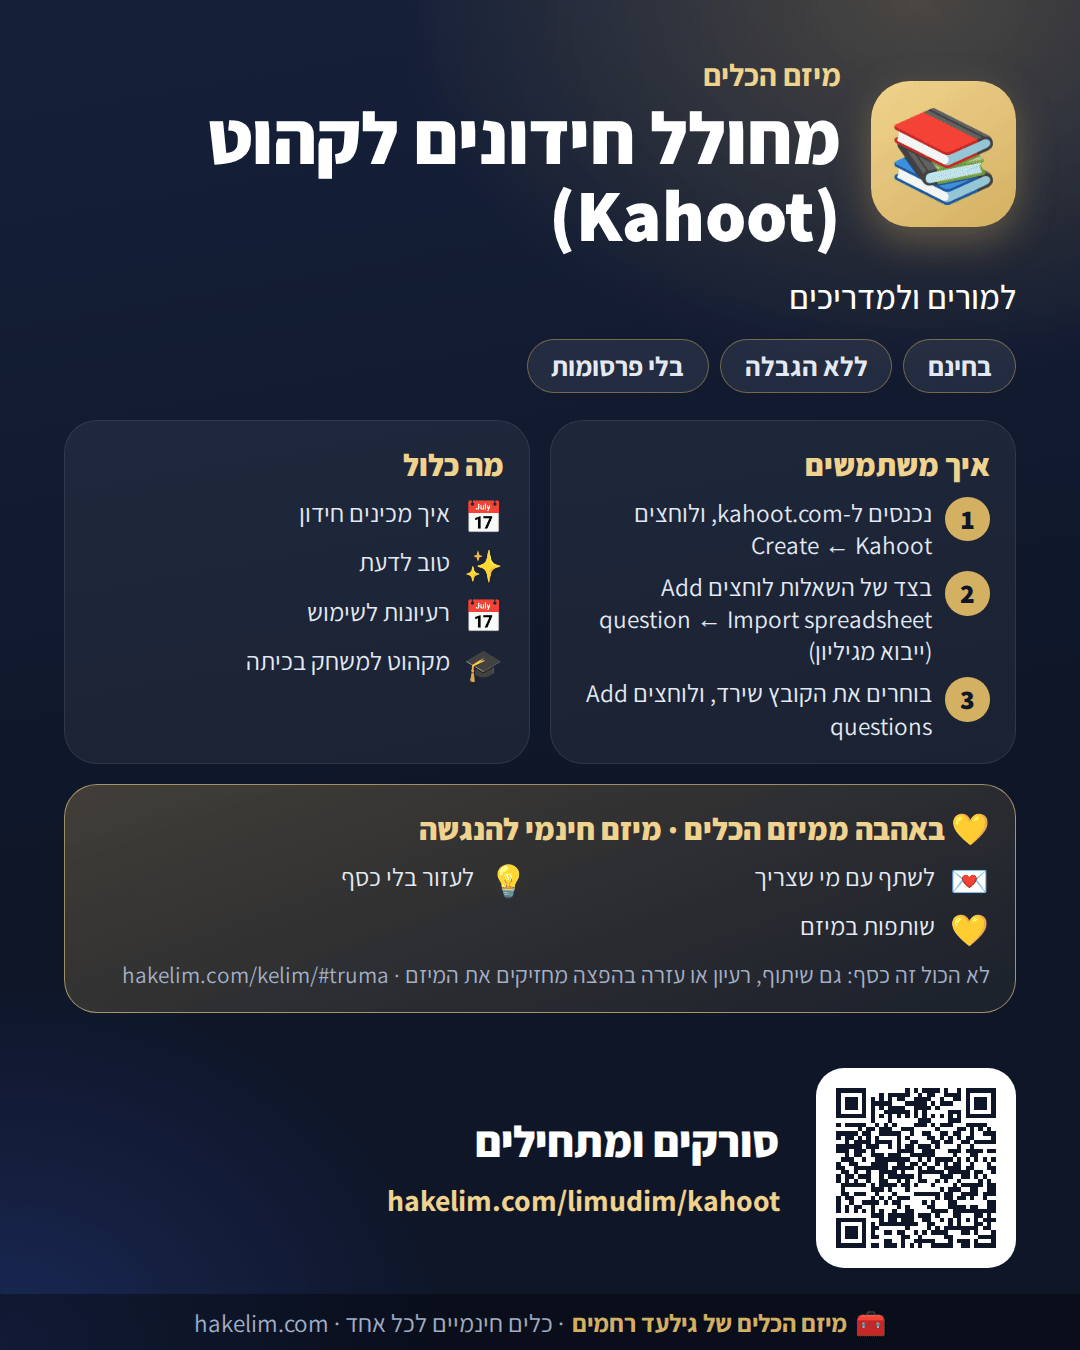 מיזם הכלים
מחולל חידונים לקהוט
(Kahoot)
למורים ולמדריכים
בחינם
ללא הגבלה
בלי פרסומות
איך משתמשים
1
נכנסים ל-kahoot.com, ולוחצים
Create ← Kahoot
2
בצד של השאלות לוחצים Add
question ← Import spreadsheet
(ייבוא מגיליון)
3
בוחרים את הקובץ שירד, ולוחצים Add
questions
מה כלול
איך מכינים חידון
טוב לדעת
רעיונות לשימוש
מקהוט למשחק בכיתה
💛 באהבה ממיזם הכלים · מיזם חינמי להנגשה
לשתף עם מי שצריך
לעזור בלי כסף
שותפות במיזם
לא הכול זה כסף: גם שיתוף, רעיון או עזרה בהפצה מחזיקים את המיזם · hakelim.com/kelim/#truma
סורקים ומתחילים
hakelim.com/limudim/kahoot
🧰 מיזם הכלים של גילעד רחמים · כלים חינמיים לכל אחד · hakelim.com